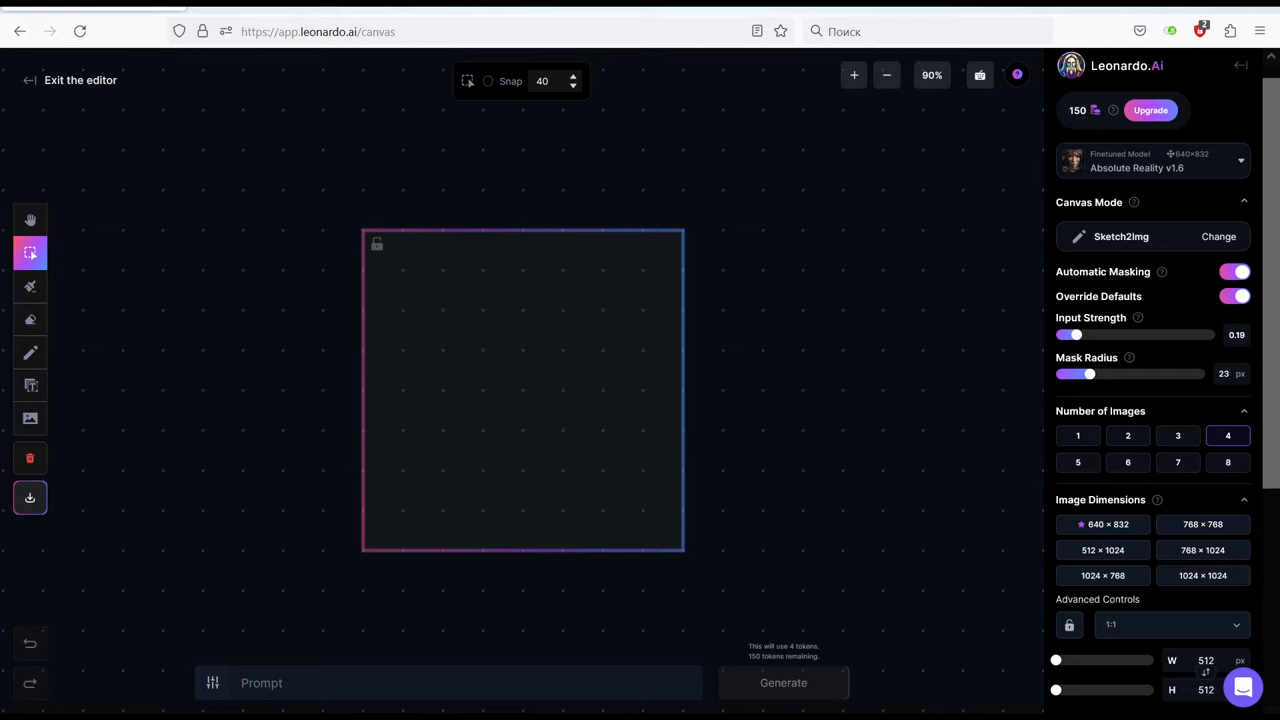 https://app.leonardo.ai/canvas
Поиск
2
Exit the editor
Snap
40
90%
Leonardo.Ai
150
Upgrade
Finetuned Model
640×832
Absolute Reality v1.6
Canvas Mode
Sketch2Img
Change
Automatic Masking
Override Defaults
Input Strength
0.19
Mask Radius
23 px
Number of Images
1
2
3
4
5
6
7
8
Image Dimensions
640 × 832
768 × 768
512 × 1024
768 × 1024
1024 × 768
1024 × 1024
Advanced Controls
1:1
W 512 px
H 512
This will use 4 tokens.
150 tokens remaining.
Prompt
Generate